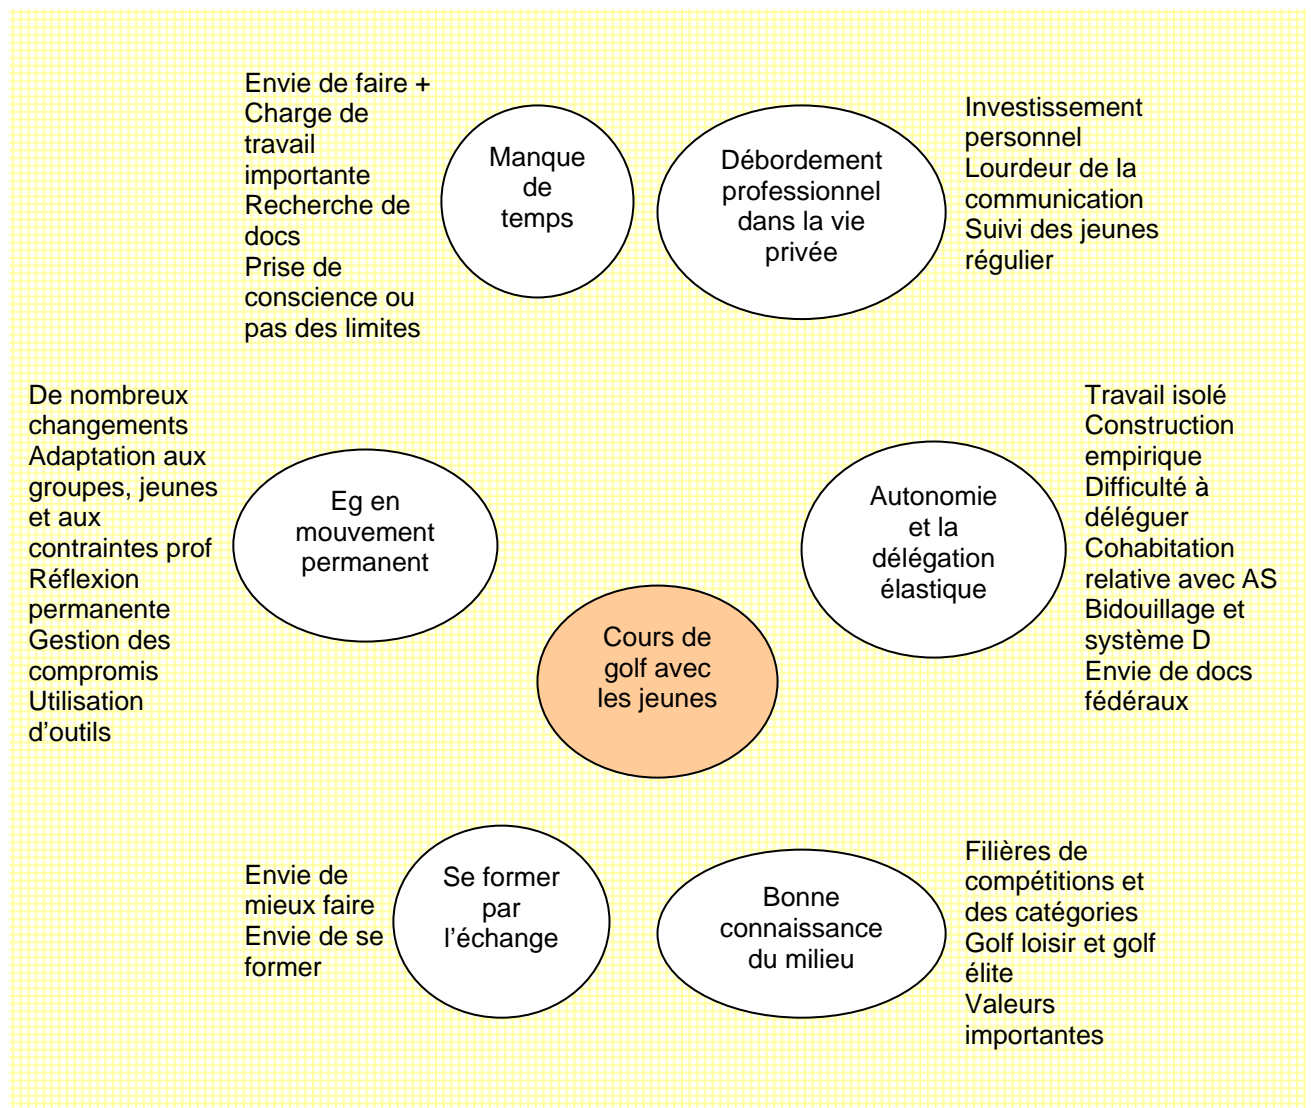 Envie de faire +
Charge de
travail
importante
Recherche de
docs
Prise de
conscience ou
pas des limites
Manque
de
temps
Débordement
professionnel
dans la vie
privée
Investissement
personnel
Lourdeur de la
communication
Suivi des jeunes
régulier
De nombreux
changements
Adaptation aux
groupes, jeunes
et aux
contraintes prof
Réflexion
permanente
Gestion des
compromis
Utilisation
d’outils
Eg en
mouvement
permanent
Autonomie
et la
délégation
élastique
Travail isolé
Construction
empirique
Difficulté à
déléguer
Cohabitation
relative avec AS
Bidouillage et
système D
Envie de docs
fédéraux
Cours de
golf avec
les jeunes
Envie de
mieux faire
Envie de se
former
Se former
par
l’échange
Bonne
connaissance
du milieu
Filières de
compétitions et
des catégories
Golf loisir et golf
élite
Valeurs
importantes